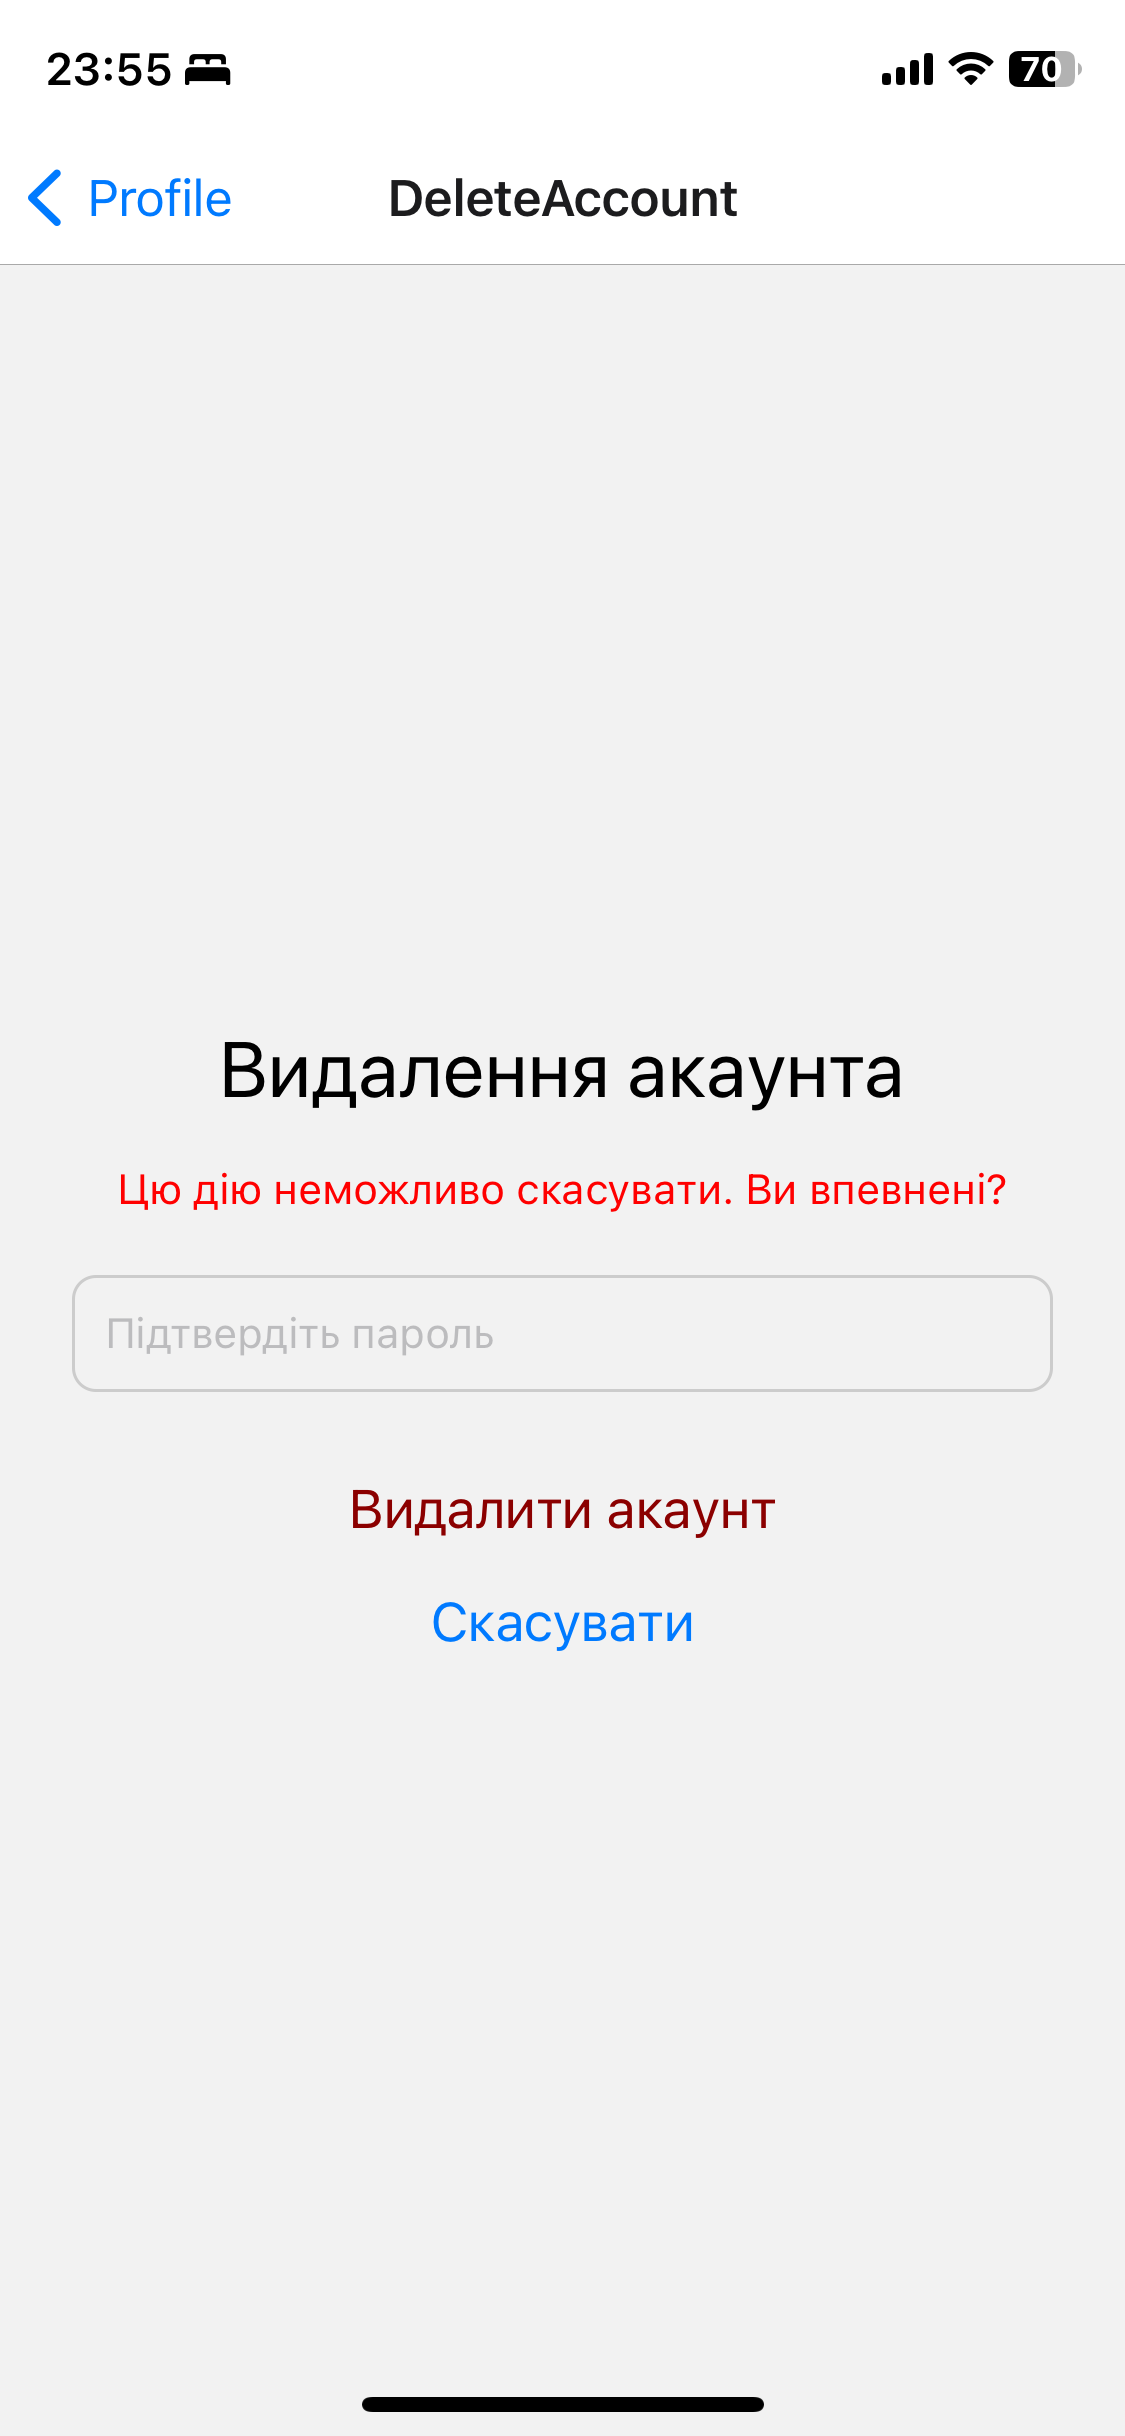 23:55
70
Profile
DeleteAccount
Видалення акаунта
Цю дію неможливо скасувати. Ви впевнені?
Підтвердіть пароль
Видалити акаунт
Скасувати